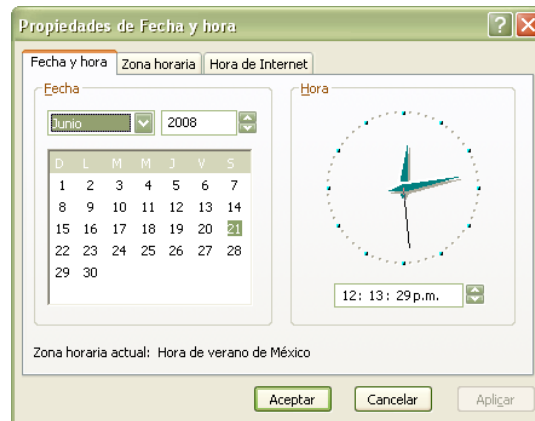 Propiedades de Fecha y hora
Fecha y hora Zona horaria Hora de Internet
Fecha
Junio 2008
D L M M J V S
1 2 3 4 5 6 7
8 9 10 11 12 13 14
15 16 17 18 19 20 21
22 23 24 25 26 27 28
29 30
Hora
12: 13: 29 p.m.
Zona horaria actual: Hora de verano de México
Aceptar Cancelar Aplicar